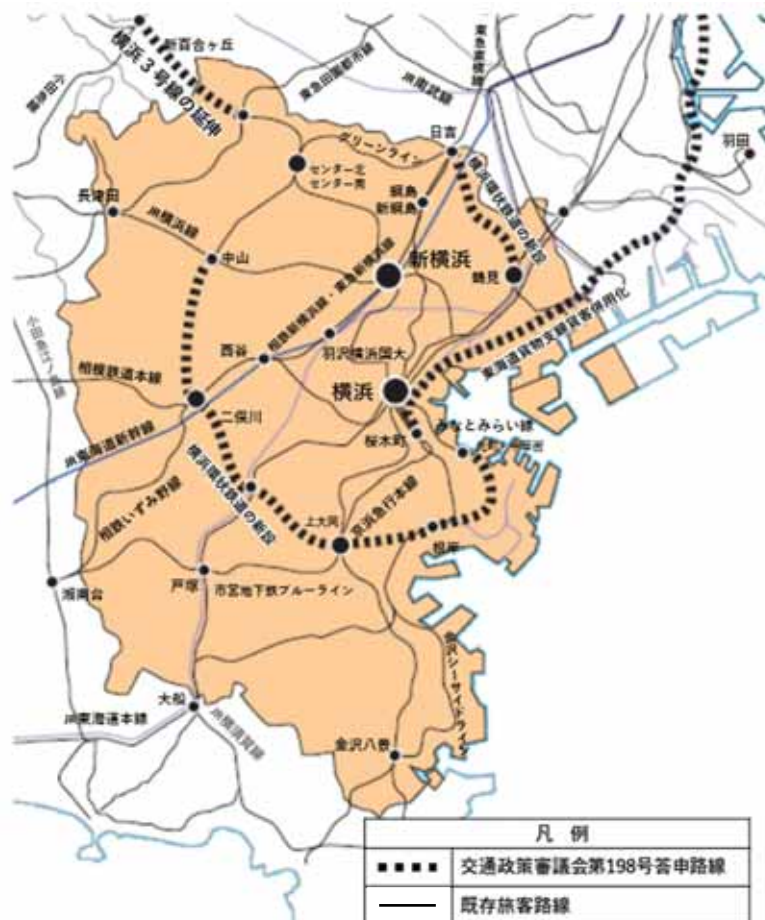 新百合ヶ丘
横浜3号線の延伸
小田急線
東急田園都市線
JR南武線
東急東横線
羽田
グリーンライン
日吉
センター北
センター南
綱島
新綱島
横浜環状鉄道の新設
長津田
JR横浜線
中山
新横浜
鶴見
相鉄新横浜線・東急新横浜線
東海道貨物支線貨客併用化
西谷
羽沢横浜国大
相模鉄道本線
横浜
二俣川
みなとみらい線
桜木町
JR東海道新幹線
横浜環状鉄道の新設
京浜急行本線
上大岡
根岸
相鉄いずみ野線
湘南台
戸塚
市営地下鉄ブルーライン
金沢シーサイドライン
大船
JR東海道本線
JR横須賀線
金沢八景
凡 例
交通政策審議会第198号答申路線
既存旅客路線